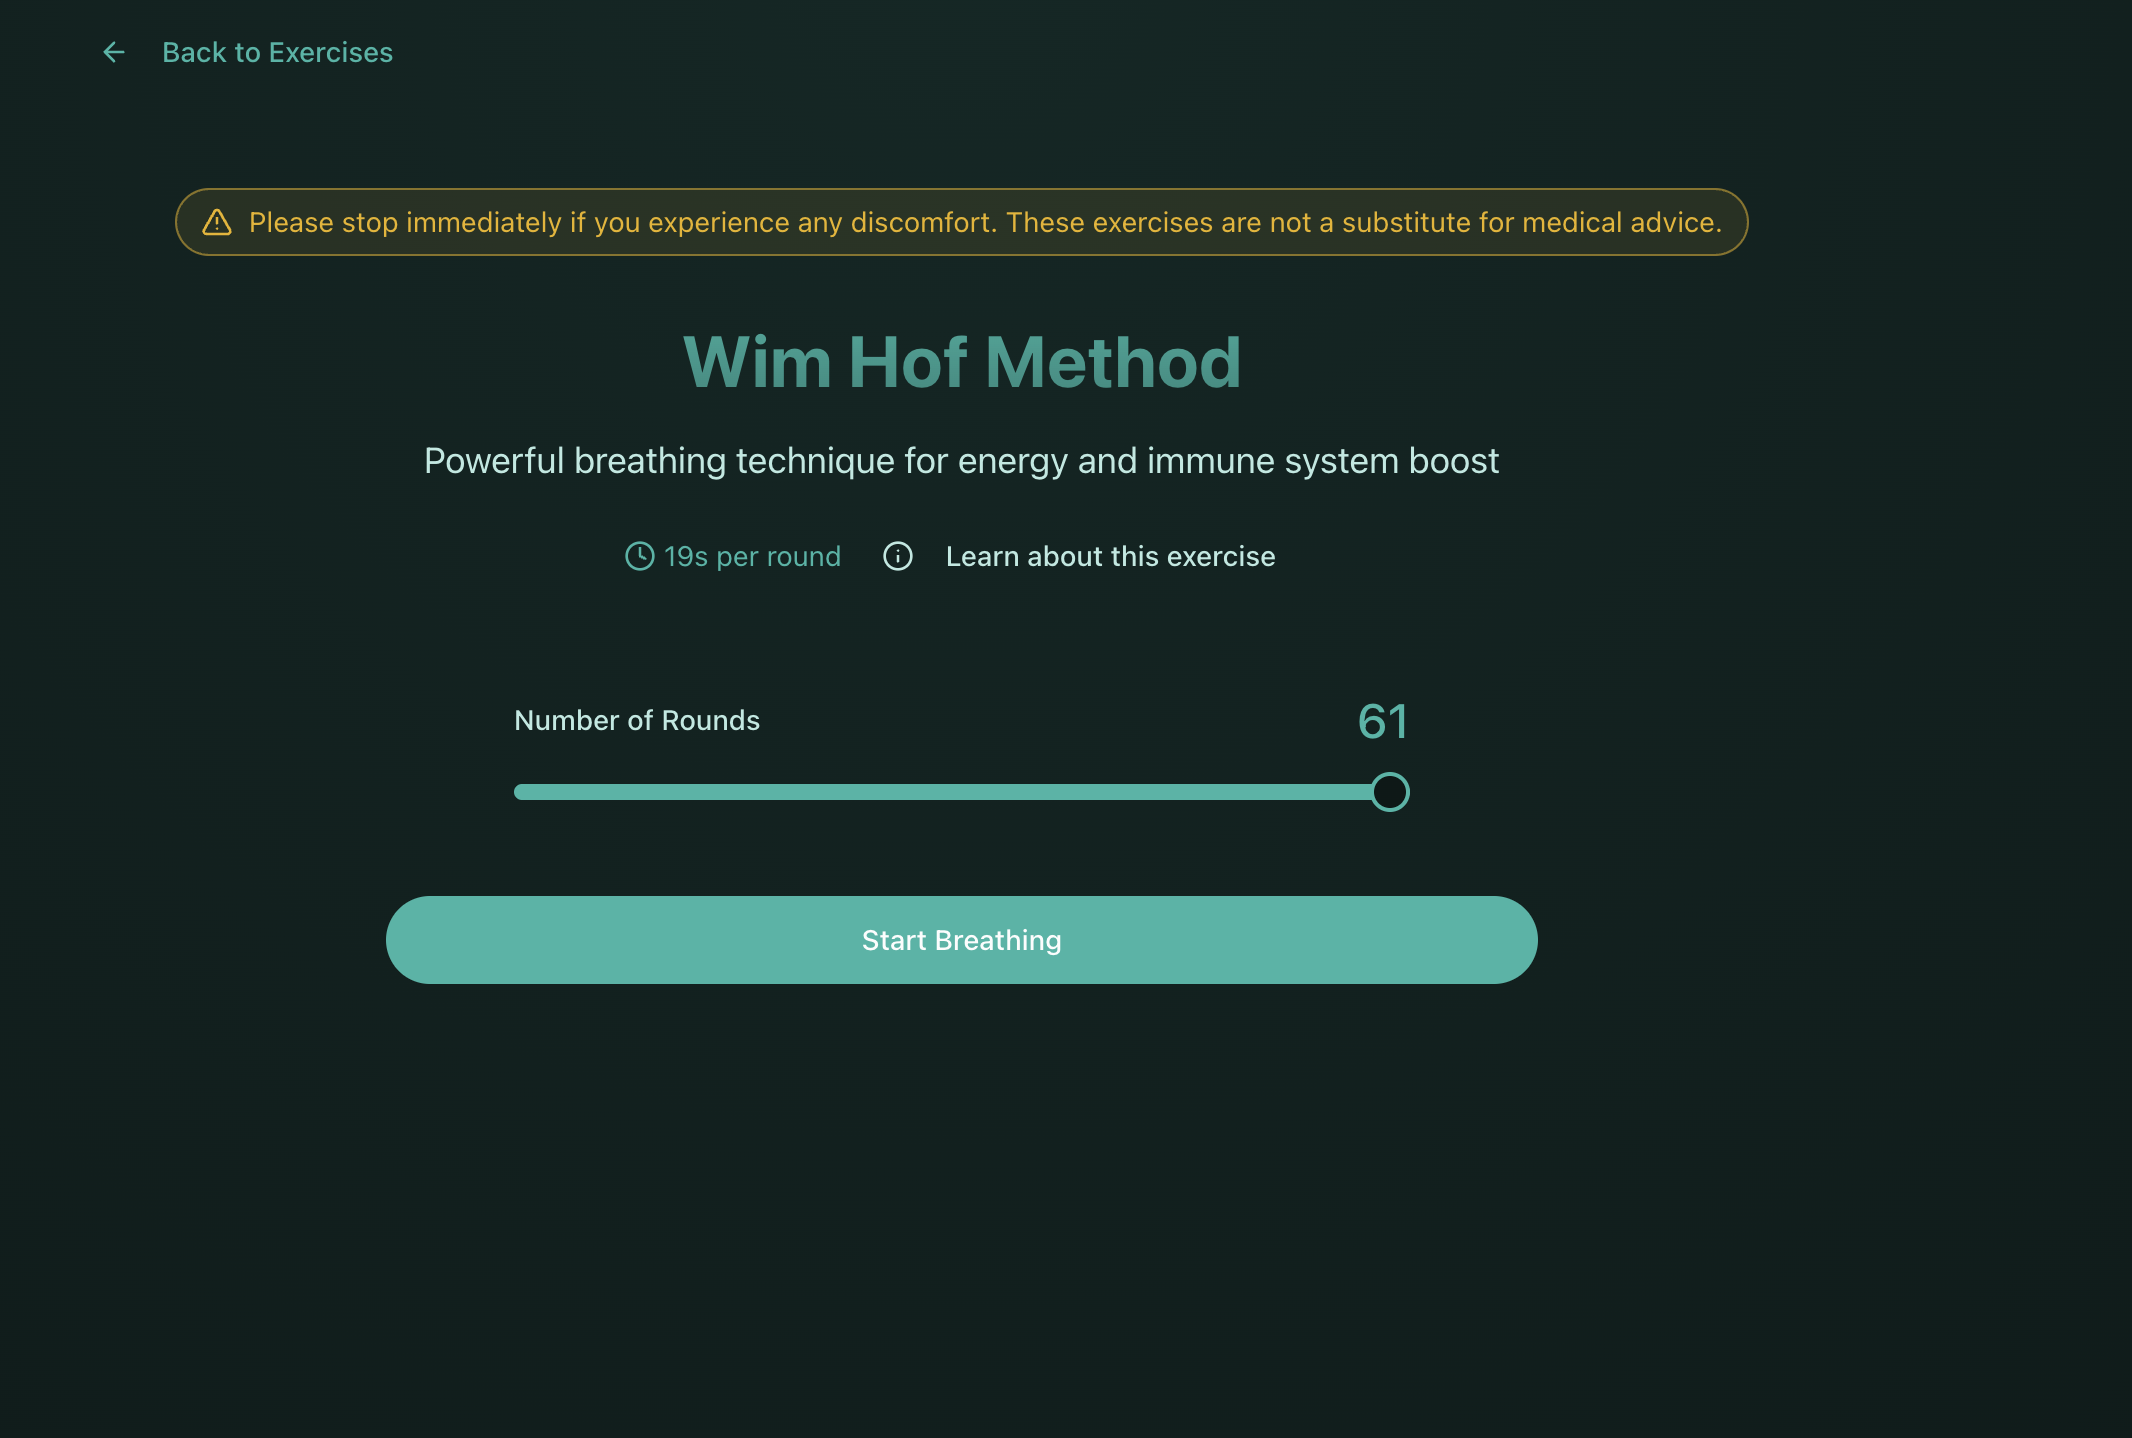 Back to Exercises
Please stop immediately if you experience any discomfort. These exercises are not a substitute for medical advice.
Wim Hof Method
Powerful breathing technique for energy and immune system boost
19s per round
Learn about this exercise
Number of Rounds
61
Start Breathing